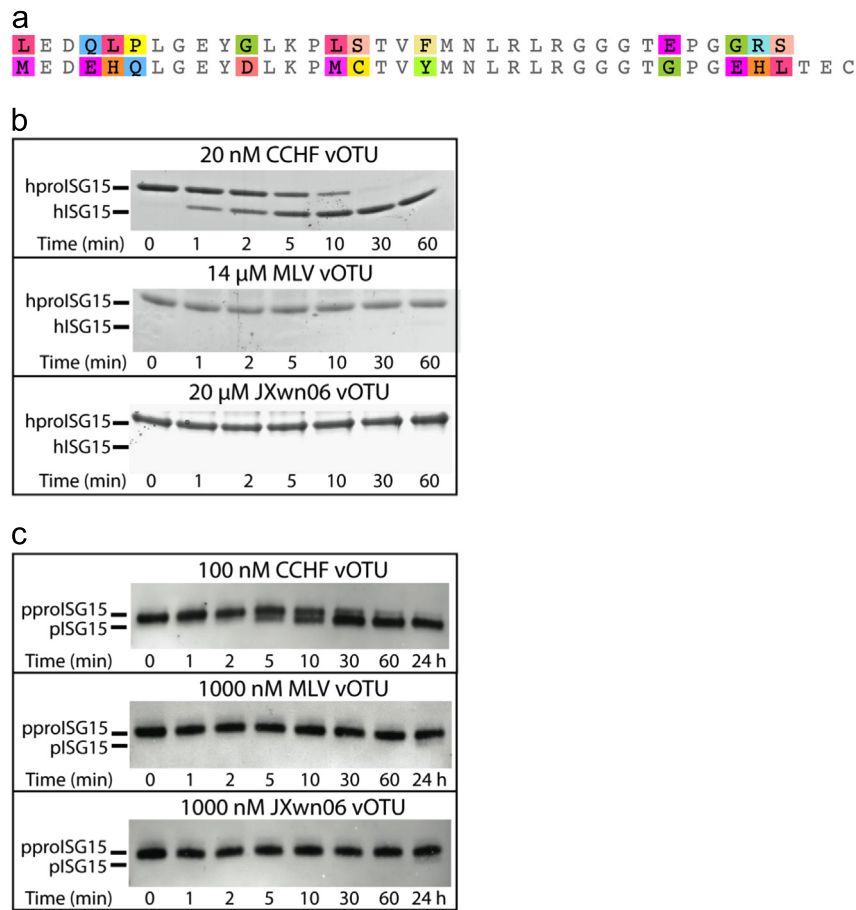 a
L E D Q L P L G E Y G L K P L S T V F M N L R L R G G G T E P G G R S
M E D E H Q L G E Y D L K P M C T V Y M N L R L R G G G T G P G E H L T E C
b
20 nM CCHF vOTU
hproISG15
hISG15
Time (min) 0 1 2 5 10 30 60
14 µM MLV vOTU
hproISG15
hISG15
Time (min) 0 1 2 5 10 30 60
20 µM JXwn06 vOTU
hproISG15
hISG15
Time (min) 0 1 2 5 10 30 60
c
100 nM CCHF vOTU
pproISG15
pISG15
Time (min) 0 1 2 5 10 30 60 24 h
1000 nM MLV vOTU
pproISG15
pISG15
Time (min) 0 1 2 5 10 30 60 24 h
1000 nM JXwn06 vOTU
pproISG15
pISG15
Time (min) 0 1 2 5 10 30 60 24 h